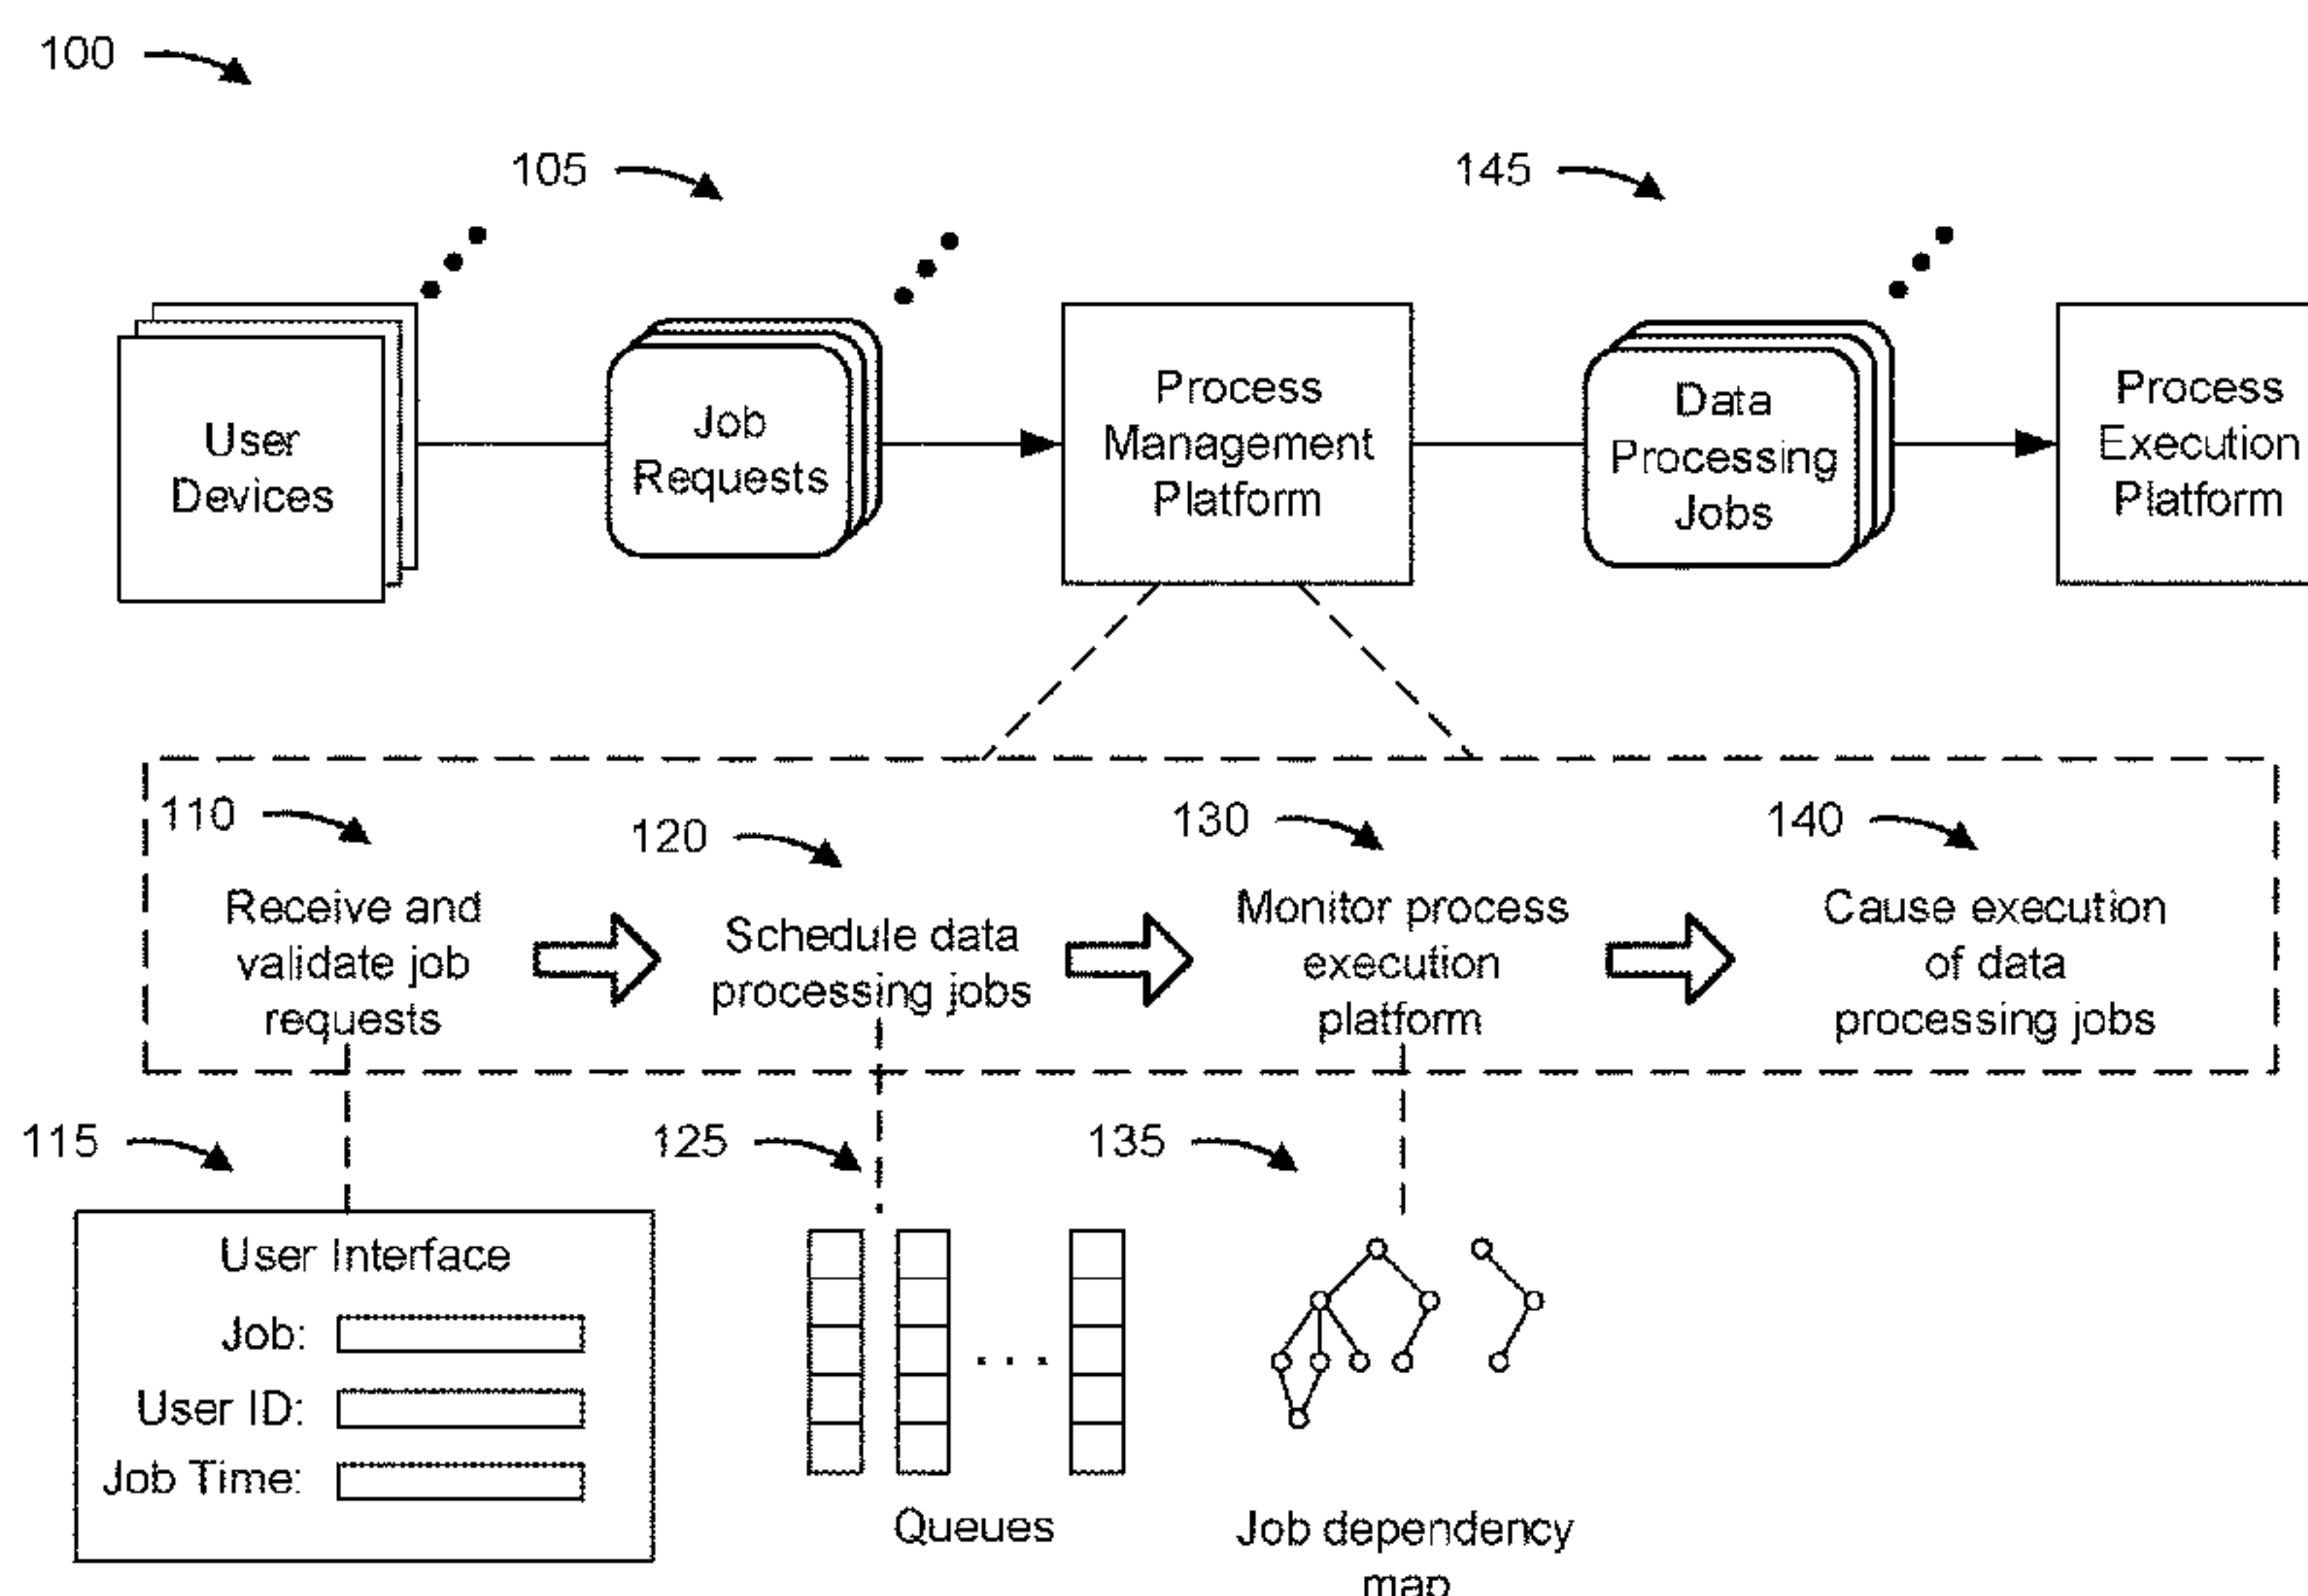 100
105
145
User
Devices
Job
Requests
Process
Management
Platform
Data
Processing
Jobs
Process
Execution
Platform
110
120
130
140
Receive and
validate job
requests
Schedule data
processing jobs
Monitor process
execution
platform
Cause execution
of data
processing jobs
115
125
135
User Interface
Job:
User ID:
Job Time:
. . .
Queues
Job dependency
map